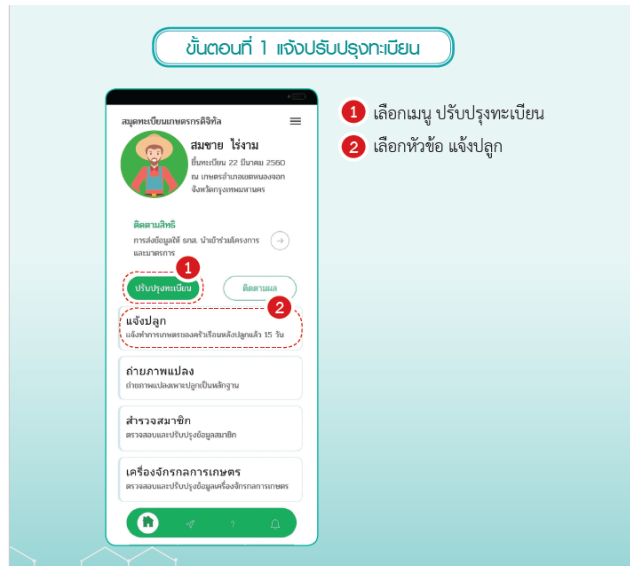 ขั้นตอนที่ 1 แจ้งปรับปรุงทะเบียน
1 เลือกเมนู ปรับปรุงทะเบียน
2 เลือกหัวข้อ แจ้งปลูก
สมุดทะเบียนเกษตรกรดิจิทัล
สมชาย ไร่งาม
ขึ้นทะเบียน 22 มีนาคม 2560
ณ เกษตรอำเภอเขตหนองจอก
จังหวัดกรุงเทพมหานคร
ติดตามสิทธิ
การส่งข้อมูลให้ ธกส. นำเข้าร่วมโครงการ
และมาตรการ
1
ปรับปรุงทะเบียน
ติดตามผล
2
แจ้งปลูก
แจ้งทำการเกษตรของครัวเรือนหลังปลูกแล้ว 15 วัน
ถ่ายภาพแปลง
ถ่ายภาพแปลงเพาะปลูกเป็นหลักฐาน
สำรวจสมาชิก
ตรวจสอบและปรับปรุงข้อมูลสมาชิก
เครื่องจักรกลการเกษตร
ตรวจสอบและปรับปรุงข้อมูลเครื่องจักรกลการเกษตร
?